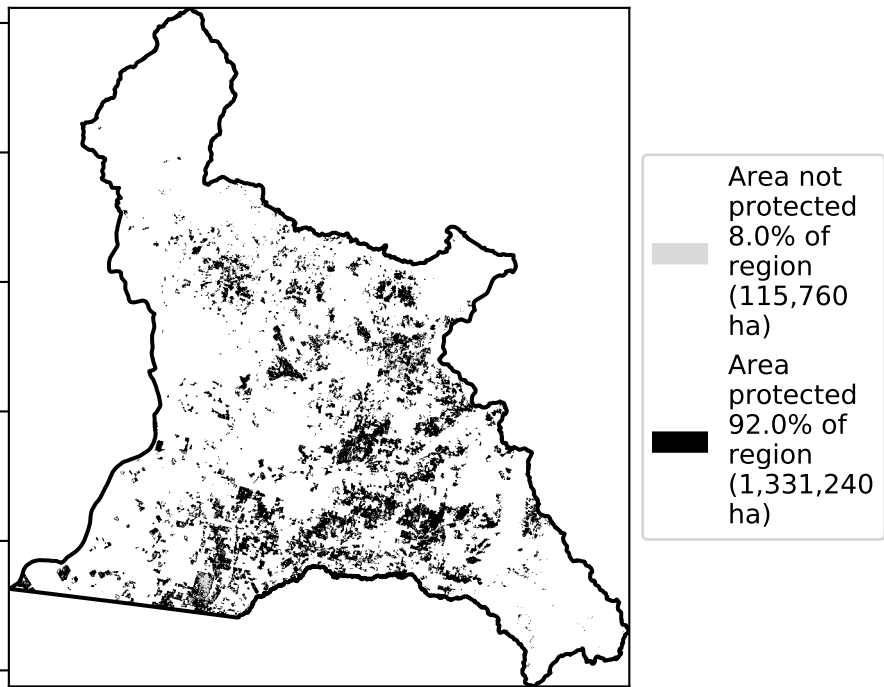 Area not
protected
8.0% of
region
(115,760
ha)
Area
protected
92.0% of
region
(1,331,240
ha)